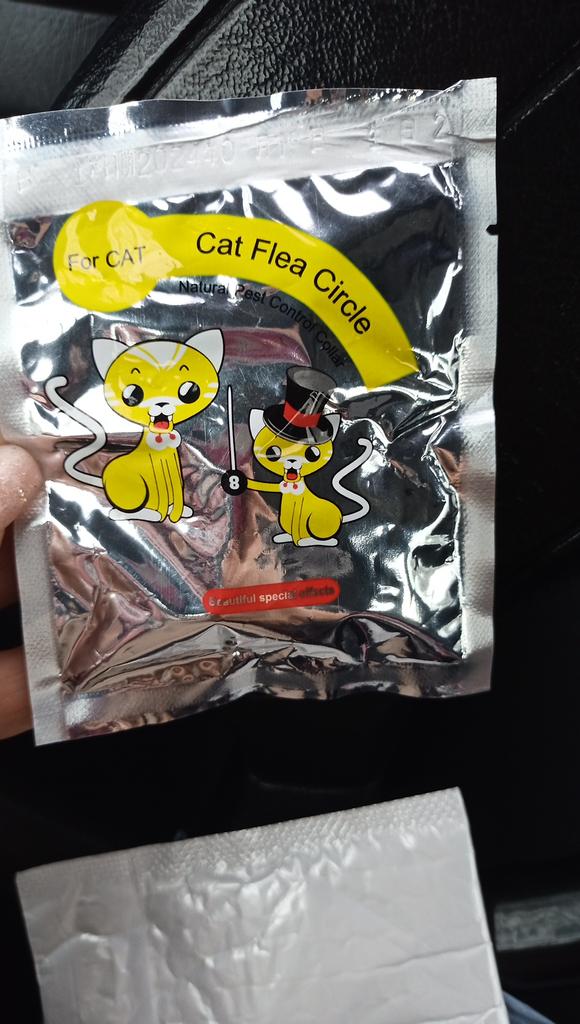 For CAT
Cat Flea Circle
Natural Pest Control Collar
8
Beautiful special effects